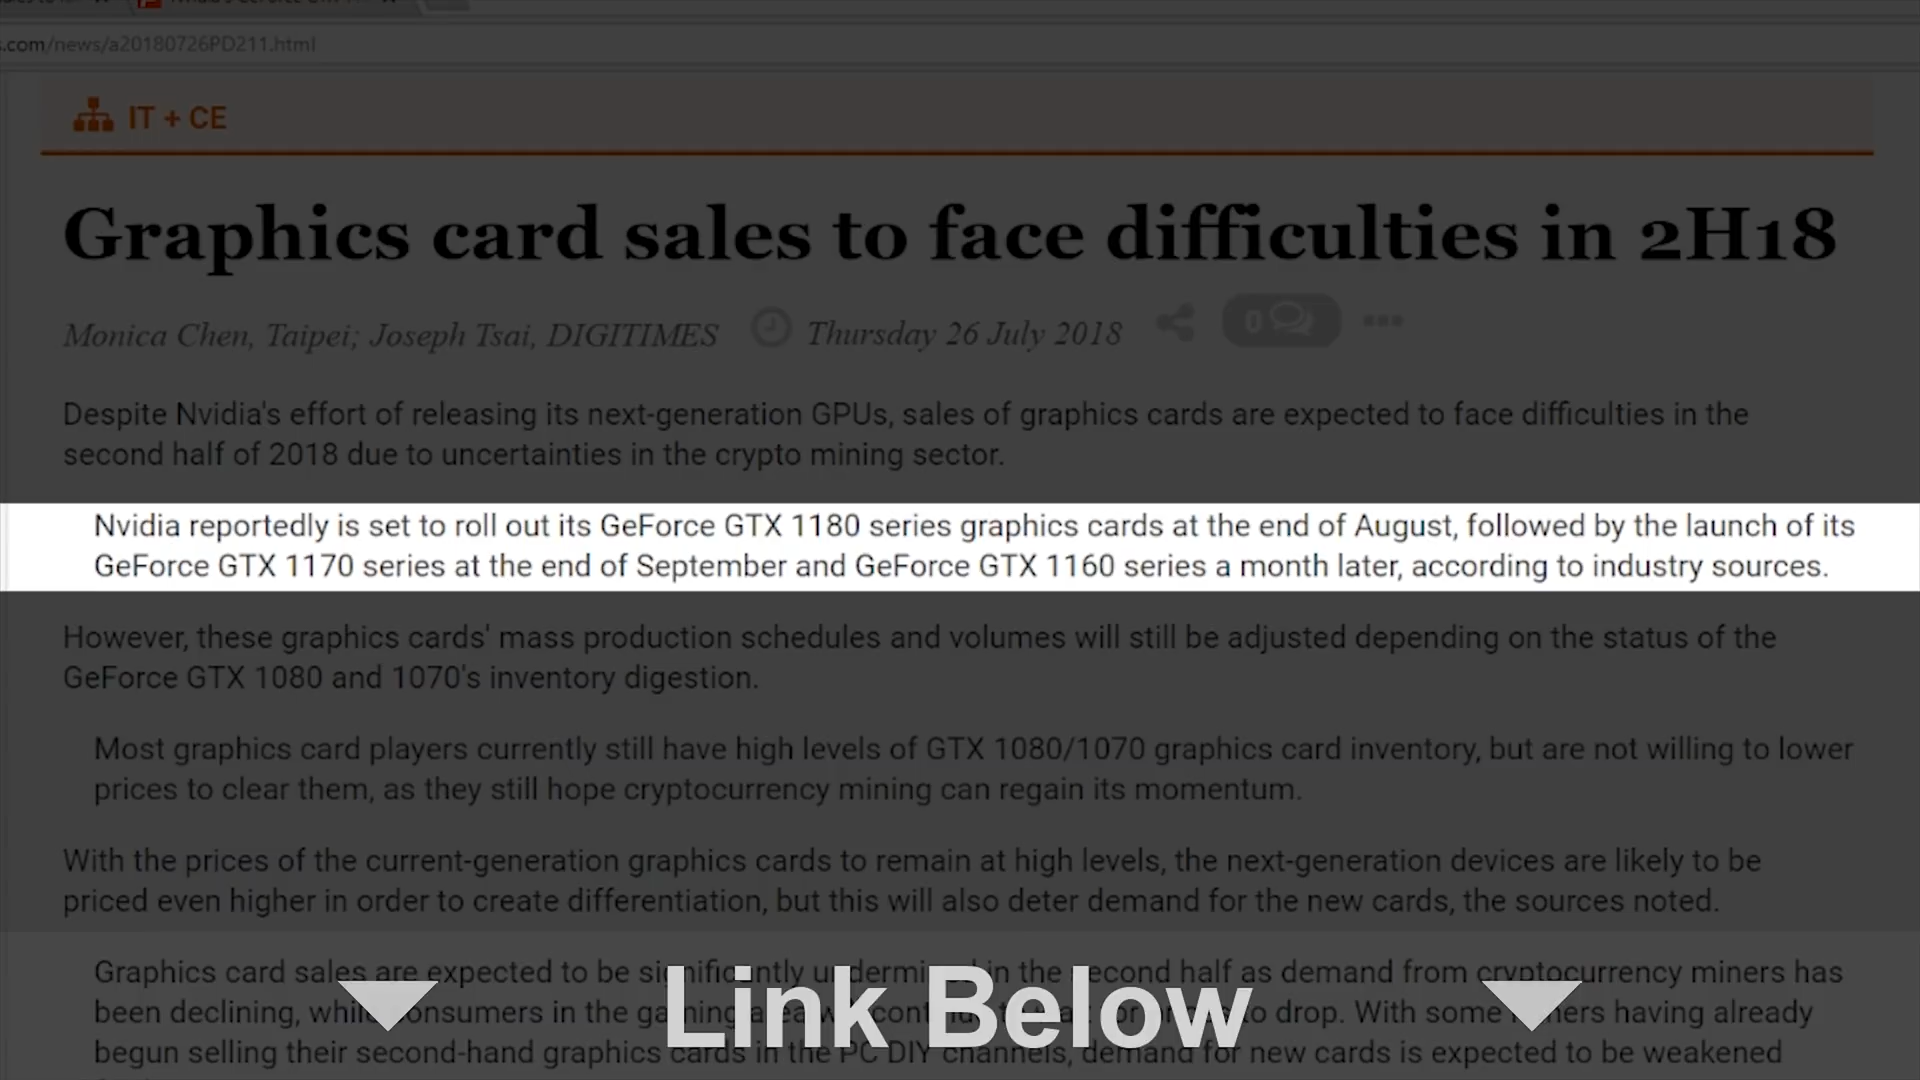 .com/news/a20180726PD211.html
IT + CE
Graphics card sales to face difficulties in 2H18
Monica Chen, Taipei; Joseph Tsai, DIGITIMES Thursday 26 July 2018 0
Despite Nvidia's effort of releasing its next-generation GPUs, sales of graphics cards are expected to face difficulties in the
second half of 2018 due to uncertainties in the crypto mining sector.
Nvidia reportedly is set to roll out its GeForce GTX 1180 series graphics cards at the end of August, followed by the launch of its
GeForce GTX 1170 series at the end of September and GeForce GTX 1160 series a month later, according to industry sources.
However, these graphics cards' mass production schedules and volumes will still be adjusted depending on the status of the
GeForce GTX 1080 and 1070's inventory digestion.
Most graphics card players currently still have high levels of GTX 1080/1070 graphics card inventory, but are not willing to lower
prices to clear them, as they still hope cryptocurrency mining can regain its momentum.
With the prices of the current-generation graphics cards to remain at high levels, the next-generation devices are likely to be
priced even higher in order to create differentiation, but this will also deter demand for the new cards, the sources noted.
Graphics card sales are expected to be significantly undermined in the second half as demand from cryptocurrency miners has
been declining, while consumers in the gaming to drop. With some miners having already
begun selling their second-hand graphics cards in the PC DIY channels, demand for new cards is expected to be weakened
Link Below